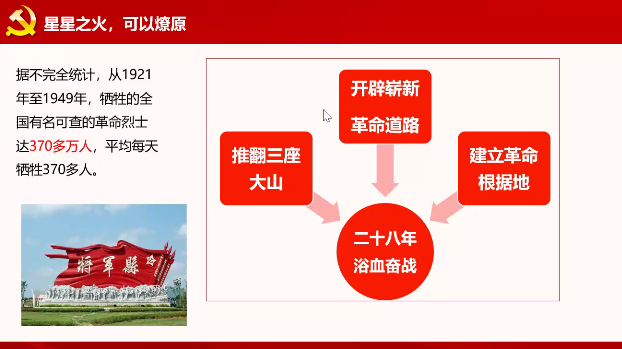 星星之火，可以燎原
据不完全统计，从1921
年至1949年，牺牲的全
国有名可查的革命烈士
达370多万人，平均每天
牺牲370多人。
开辟崭新
革命道路
推翻三座
大山
建立革命
根据地
二十八年
浴血奋战
将軍縣